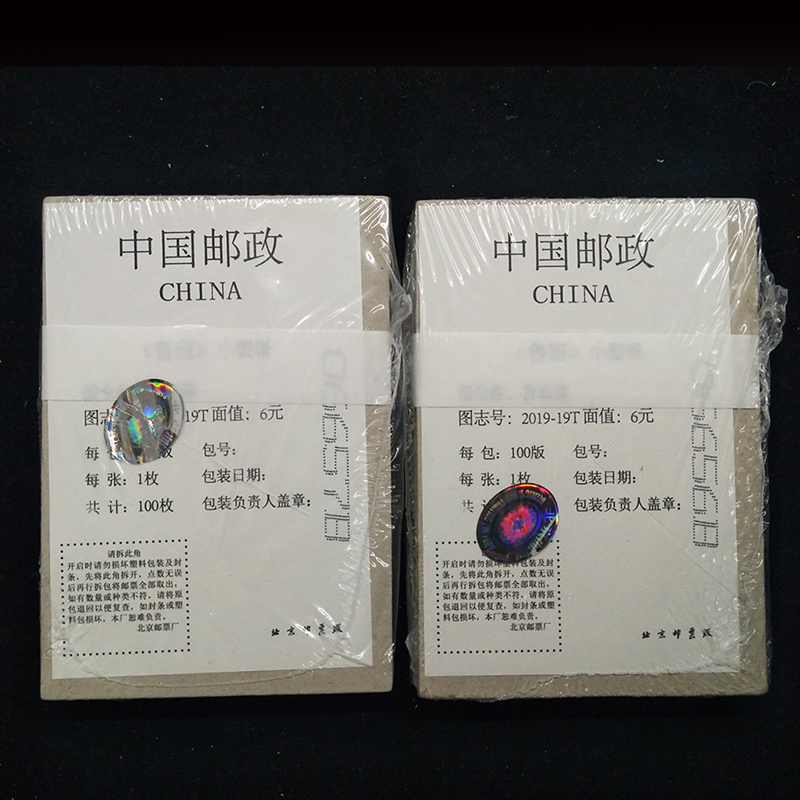 中国邮政
CHINA
19T 面值：6元
包号：
每 张：1枚 包装日期：
共 计：100枚 包装负责人盖章：
请拆此角
开启时请勿损坏塑料包装及封
条，先将此角拆开，点数无误
后再行拆包将邮票全部取出，
如有数量或种类不符，请将原
包退回以便复查，如封条或塑
料包损坏，本厂恕难负责。
北京邮票厂
北京邮票厂
中国邮政
CHINA
图志号：2019-19T 面值：6元
每 包：100版 包号：
每 张：1枚 包装日期：
包装负责人盖章：
开启时请勿损坏塑料包装及封
条，先将此角拆开，点数无误
后再行拆包将邮票全部取出，
如有数量或种类不符，请将原
包退回以便复查，如封条或塑
料包损坏，本厂恕难负责。
北京邮票厂
北京邮票厂